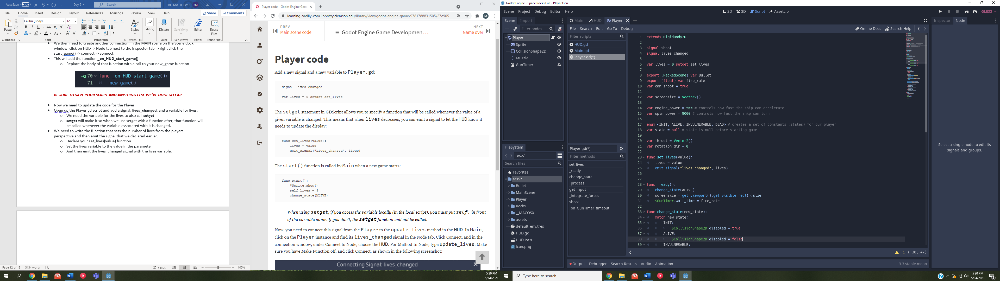 AutoSave Off Day 5 Search RE, MATTHEW J RM
File Home Insert Draw Design Layout References Mailings Review View Help Share Comments
Paste Calibri (Body) 12 Styles Editing Dictate Sensitivity Editor Reuse Files
Clipboard Font Paragraph Styles Voice Sensitivity Editor Reuse Files
We then need to create another connection. In the MAIN scene on the Scene dock
window, click on HUD -> Node tab next to the inspector tab -> right click the
start_game() -> connect -> connect.
This will add the function _on_HUD_start_game()
Replace the body of that function with a call to your new_game function
70 func _on_HUD_start_game():
71 new_game()
BE SURE TO SAVE YOUR SCRIPT AND ANYTHING ELSE WE'VE DONE SO FAR
Now we need to update the code for the Player.
Open up the Player.gd script and add a signal, lives_changed, and a variable for lives.
We need the variable for the lives to also call setget
setget will make it so when we use setget with a function after, that function will
be called whenever the variable associated with it is changed.
We need to write the function that sets the number of lives from the players
perspective and then emit the signal that we declared earlier.
Declare your set_lives(value) function
Set the lives variable to the value in the parameter
And then emit the lives_changed signal with the lives variable.
Page 12 of 15 3134 words Focus 100%
Player code - Godot Engine Gam
learning-oreilly-com.libproxy.clemson.edu/library/view/godot-engine-game/9781788831505/27e905... M
PREV
Main scene code
Godot Engine Game Developmen...
NEXT
Game over
Player code
Add a new signal and a new variable to Player.gd:
signal lives_changed
var lives = 0 setget set_lives
The setget statement in GDScript allows you to specify a function that will be called whenever the value of a
given variable is changed. This means that when lives decreases, you can emit a signal to let the HUD know it
needs to update the display:
func set_lives(value):
lives = value
emit_signal("lives_changed", lives)
The start() function is called by Main when a new game starts:
func start():
$Sprite.show()
self.lives = 3
change_state(ALIVE)
When using setget, if you access the variable locally (in the local script), you must put self. in front
of the variable name. If you don't, the setget function will not be called.
Now, you need to connect this signal from the Player to the update_lives method in the HUD. In Main,
click on the Player instance and find its lives_changed signal in the Node tab. Click Connect, and in the
connection window, under Connect to Node, choose the HUD. For Method In Node, type update_lives. Make
sure you have Make Function off, and click Connect, as shown in the following screenshot:
Connecting Signal: lives_changed
5:20 PM
5/14/2021
Godot Engine - Space Rocks Full - Player.tscn
Scene Project Debug Editor Help 2D 3D Script AssetLib GLES3
Scene Import
Filter nodes
Player
Sprite
CollisionShape2D
Muzzle
GunTimer
FileSystem
res://
Search files
Favorites:
res://
Bullet
MainScene
Player
Rocks
__MACOSX
assets
default_env.tres
HUD.gd
HUD.tscn
icon.png
Main HUD Player
File Search Edit Go To Debug Online Docs Search Help
Filter scripts
HUD.gd
Main.gd
Player.gd(*)
Player.gd(*)
Filter methods
set_lives
_ready
change_state
_process
get_input
_integrate_forces
shoot
_on_GunTimer_timeout
1 extends RigidBody2D
2
3 signal shoot
4 signal lives_changed
5
6 var lives = 0 setget set_lives
7
8 export (PackedScene) var Bullet
9 export (float) var fire_rate
10 var can_shoot = true
11
12 var screensize = Vector2()
13
14 var engine_power = 500 # controls how fast the ship can accelerate
15 var spin_power = 9000 # controls how fast the ship can turn
16
17 enum {INIT, ALIVE, INVULNERABLE, DEAD} # creates a set of constants (states) for our player
18 var state = null # state is null before starting game
19
20 var thrust = Vector2()
21 var rotation_dir = 0
22
23 func set_lives(value):
24 lives = value
25 emit_signal("lives_changed", lives)
26
27
28 func _ready():
29 change_state(ALIVE)
30 screensize = get_viewport().get_visible_rect().size
31 $GunTimer.wait_time = fire_rate
32
33 func change_state(new_state):
34 match new_state:
35 INIT:
36 $CollisionShape2D.disabled = true
37 ALIVE:
38 $CollisionShape2D.disabled = false
39 INVULNERABLE:
1 ( 38, 47)
Output Debugger Search Results Audio Animation 3.3.stable.mono
Inspector Node
Select a single node to edit its
signals and groups.
Type here to search
5:20 PM
5/14/2021